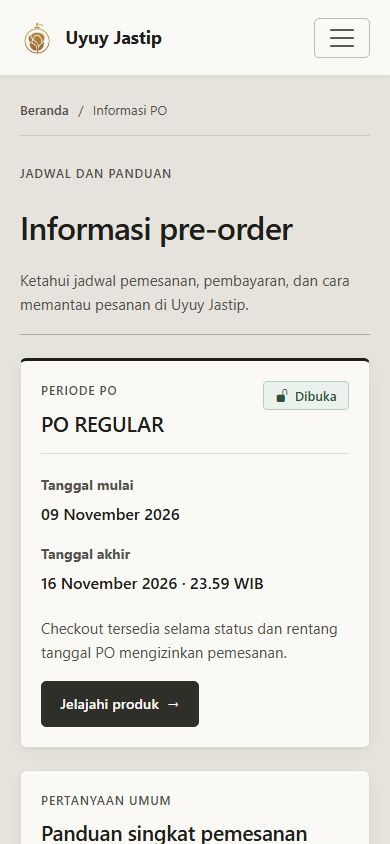 Uyuy Jastip
Beranda / Informasi PO
JADWAL DAN PANDUAN
Informasi pre-order
Ketahui jadwal pemesanan, pembayaran, dan cara
memantau pesanan di Uyuy Jastip.
PERIODE PO
Dibuka
PO REGULAR
Tanggal mulai
09 November 2026
Tanggal akhir
16 November 2026 · 23.59 WIB
Checkout tersedia selama status dan rentang
tanggal PO mengizinkan pemesanan.
Jelajahi produk →
PERTANYAAN UMUM
Panduan singkat pemesanan